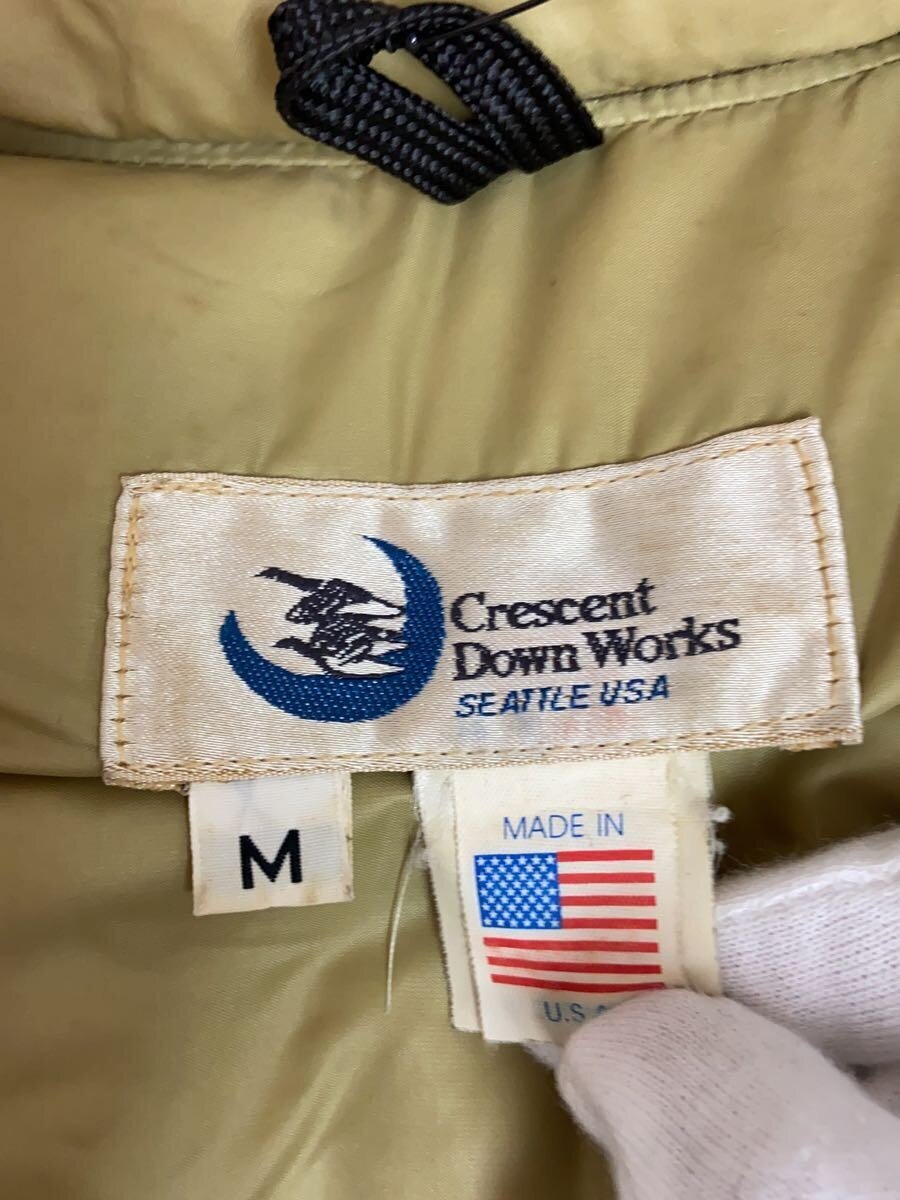 Crescent
Down Works
SEATTLE USA
M
MADE IN
U.S.A